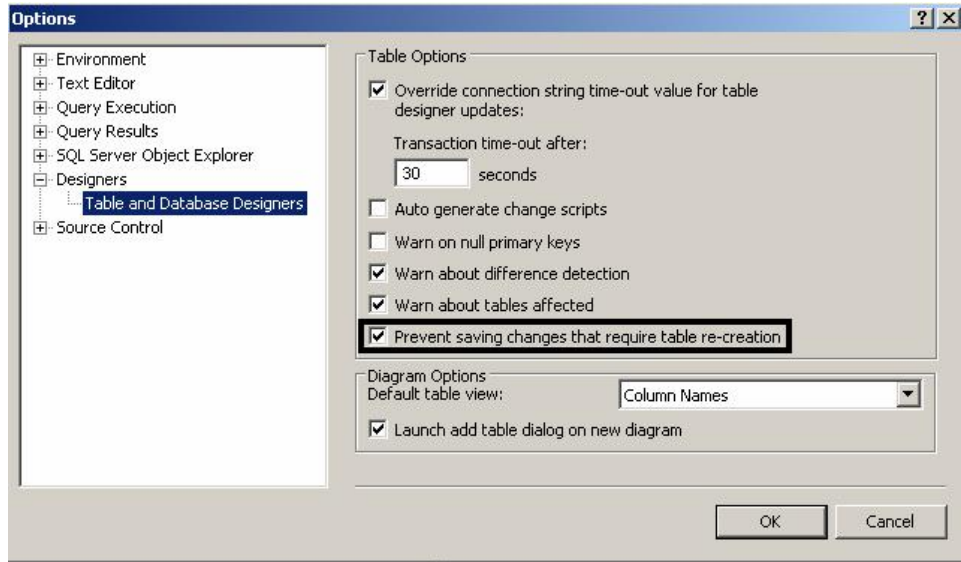 Options
Environment
Text Editor
Query Execution
Query Results
SQL Server Object Explorer
Designers
Table and Database Designers
Source Control
Table Options
Override connection string time-out value for table
designer updates:
Transaction time-out after:
30 seconds
Auto generate change scripts
Warn on null primary keys
Warn about difference detection
Warn about tables affected
Prevent saving changes that require table re-creation
Diagram Options
Default table view: Column Names
Launch add table dialog on new diagram
OK Cancel